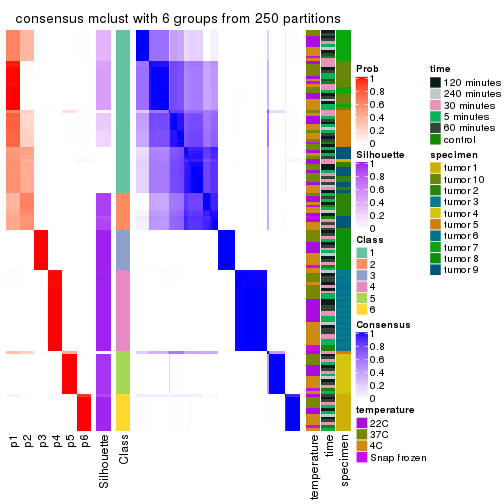 consensus mclust with 6 groups from 250 partitions
Prob
1
0.8
0.6
0.4
0.2
0
Silhouette
1
0.8
0.6
0.4
0.2
0
Class
1
2
3
4
5
6
Consensus
1
0.8
0.6
0.4
0.2
0
temperature
22C
37C
4C
Snap frozen
time
120 minutes
240 minutes
30 minutes
5 minutes
60 minutes
control
specimen
tumor 1
tumor 10
tumor 2
tumor 3
tumor 4
tumor 5
tumor 6
tumor 7
tumor 8
tumor 9
p1
p2
p3
p4
p5
p6
Silhouette
Class
temperature
time
specimen